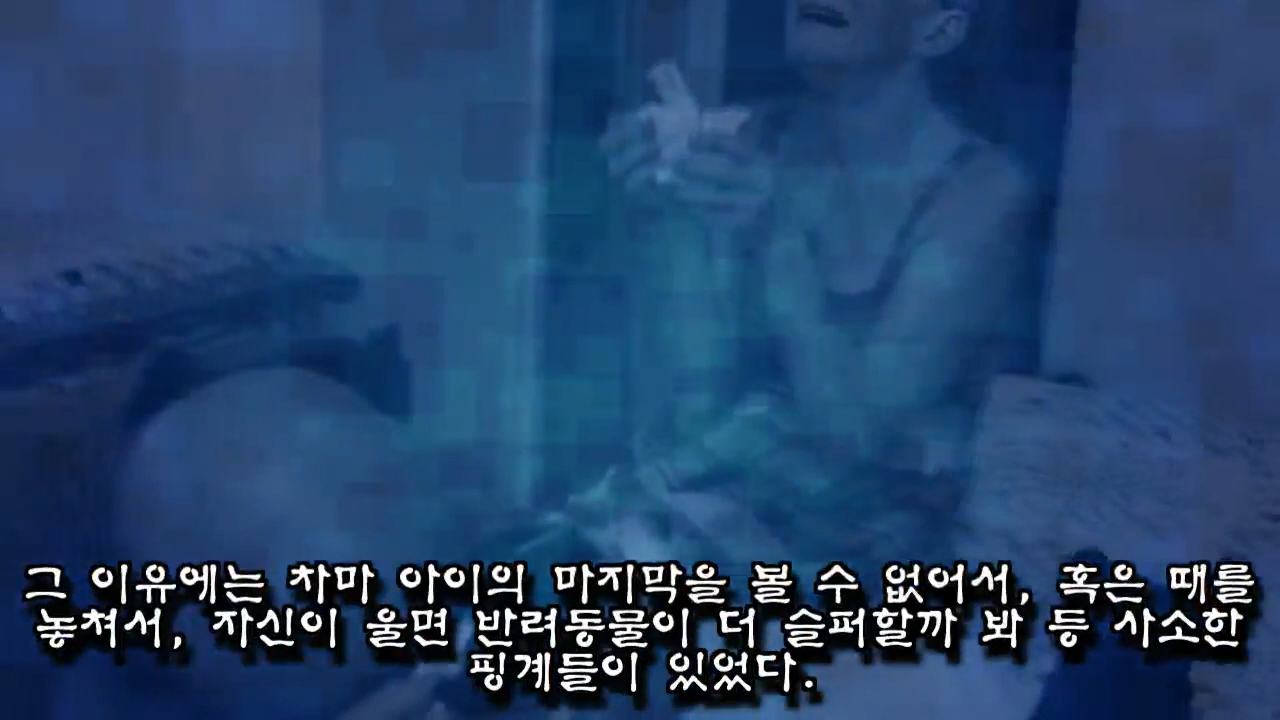 그 이유에는 차마 아이의 마지막을 볼 수 없어서, 혹은 때를
놓쳐서, 자신이 울면 반려동물이 더 슬퍼할까 봐 등 사소한
핑계들이 있었다.